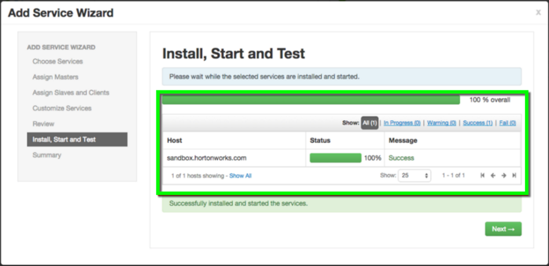 Add Service Wizard
x
ADD SERVICE WIZARD
Choose Services
Assign Masters
Assign Slaves and Clients
Customize Services
Review
Install, Start and Test
Summary
Install, Start and Test
Please wait while the selected services are installed and started.
100 % overall
Show: All (1) | In Progress (0) | Warning (0) | Success (1) | Fail (0)
Host Status Message
sandbox.hortonworks.com 100% Success
1 of 1 hosts showing - Show All Show: 25 1 - 1 of 1
Successfully installed and started the services.
Next →